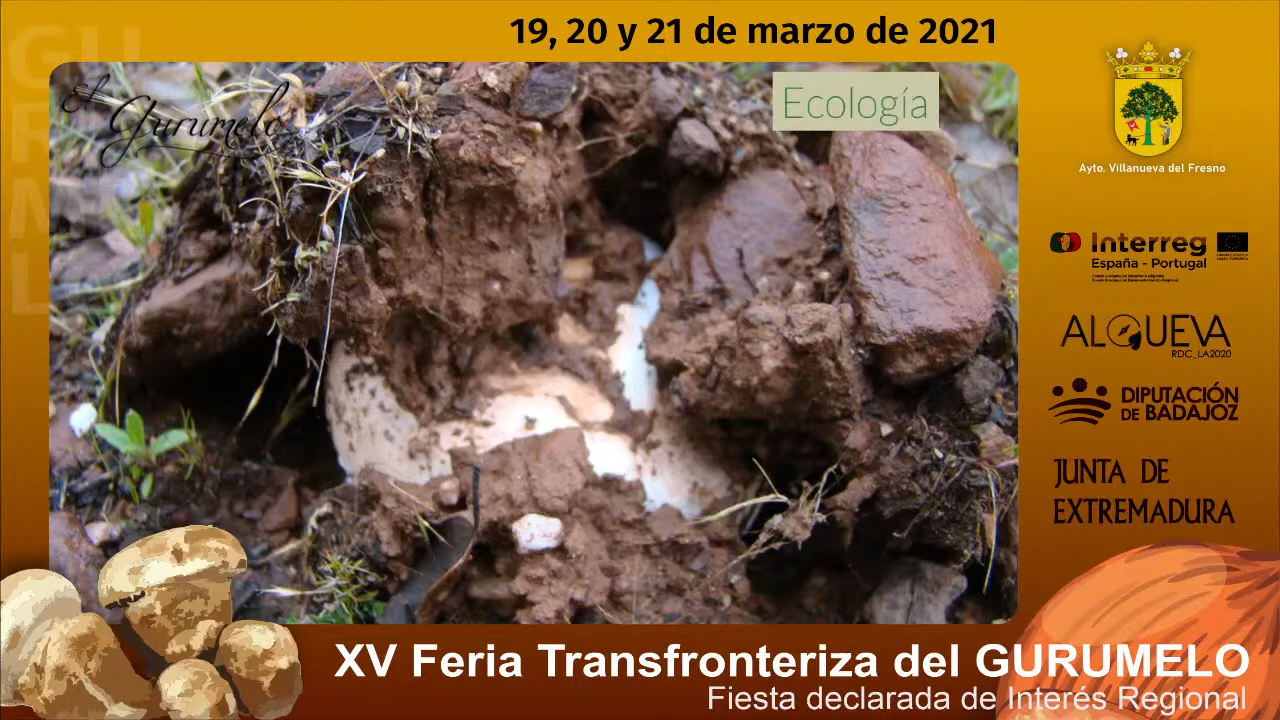 19, 20 y 21 de marzo de 2021
El Gurumelo
Ecología
Ayto. Villanueva del Fresno
Interreg
España - Portugal
ALQUEVA
RDC_LA2020
DIPUTACIÓN
DE BADAJOZ
JUNTA DE
EXTREMADURA
XV Feria Transfronteriza del GURUMELO
Fiesta declarada de Interés Regional